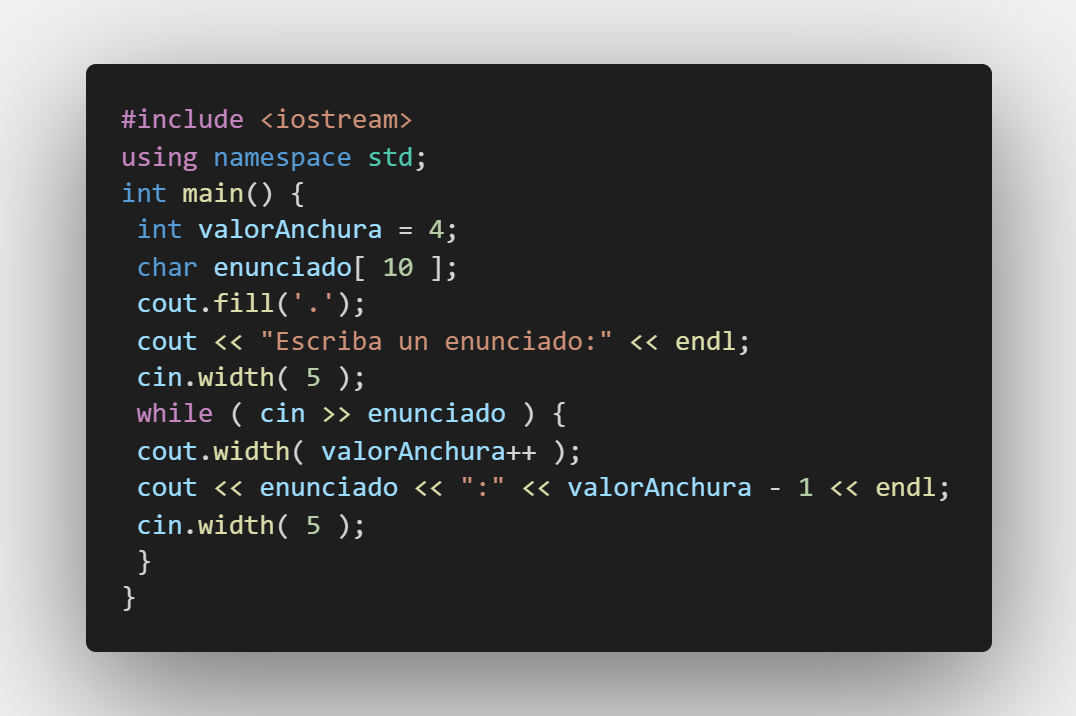 #include <iostream>
using namespace std;
int main() {
 int valorAnchura = 4;
 char enunciado[ 10 ];
 cout.fill('.');
 cout << "Escriba un enunciado:" << endl;
 cin.width( 5 );
 while ( cin >> enunciado ) {
 cout.width( valorAnchura++ );
 cout << enunciado << ":" << valorAnchura - 1 << endl;
 cin.width( 5 );
 }
}